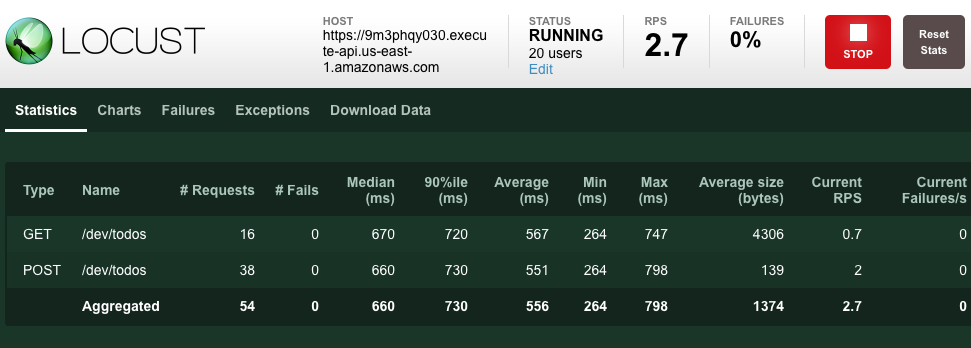 LOCUST
HOST
https://9m3phqy030.execu
te-api.us-east-
1.amazonaws.com
STATUS
RUNNING
20 users
Edit
RPS
2.7
FAILURES
0%
STOP
Reset
Stats
Statistics Charts Failures Exceptions Download Data
Type Name # Requests # Fails Median (ms) 90%ile (ms) Average (ms) Min (ms) Max (ms) Average size (bytes) Current RPS Current Failures/s
GET /dev/todos 16 0 670 720 567 264 747 4306 0.7 0
POST /dev/todos 38 0 660 730 551 264 798 139 2 0
Aggregated 54 0 660 730 556 264 798 1374 2.7 0